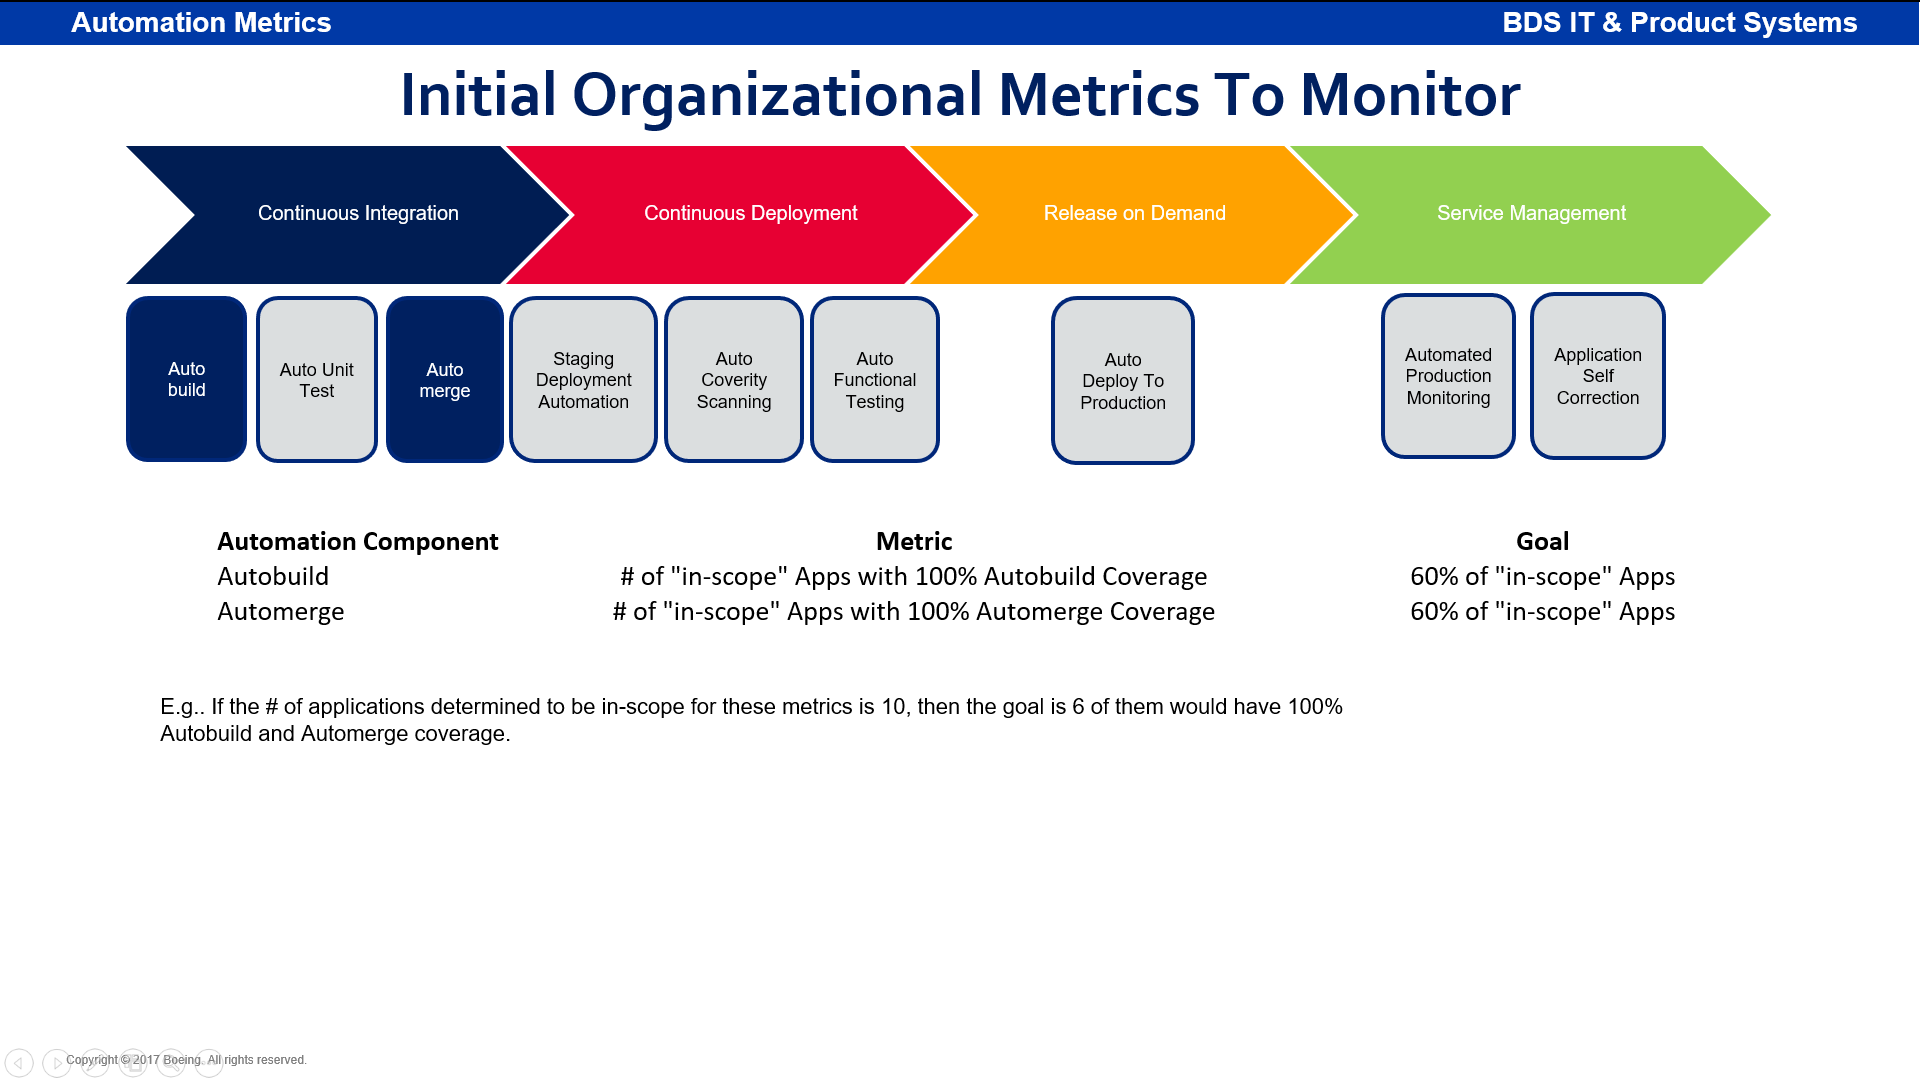 Automation Metrics
BDS IT & Product Systems
Initial Organizational Metrics To Monitor
Continuous Integration
Continuous Deployment
Release on Demand
Service Management
Auto
build
Auto Unit
Test
Auto
merge
Staging
Deployment
Automation
Auto
Coverity
Scanning
Auto
Functional
Testing
Auto
Deploy To
Production
Automated
Production
Monitoring
Application
Self
Correction
Automation Component Metric Goal
Autobuild # of "in-scope" Apps with 100% Autobuild Coverage 60% of "in-scope" Apps
Automerge # of "in-scope" Apps with 100% Automerge Coverage 60% of "in-scope" Apps
E.g.. If the # of applications determined to be in-scope for these metrics is 10, then the goal is 6 of them would have 100%
Autobuild and Automerge coverage.
Copyright © 2017 Boeing. All rights reserved.